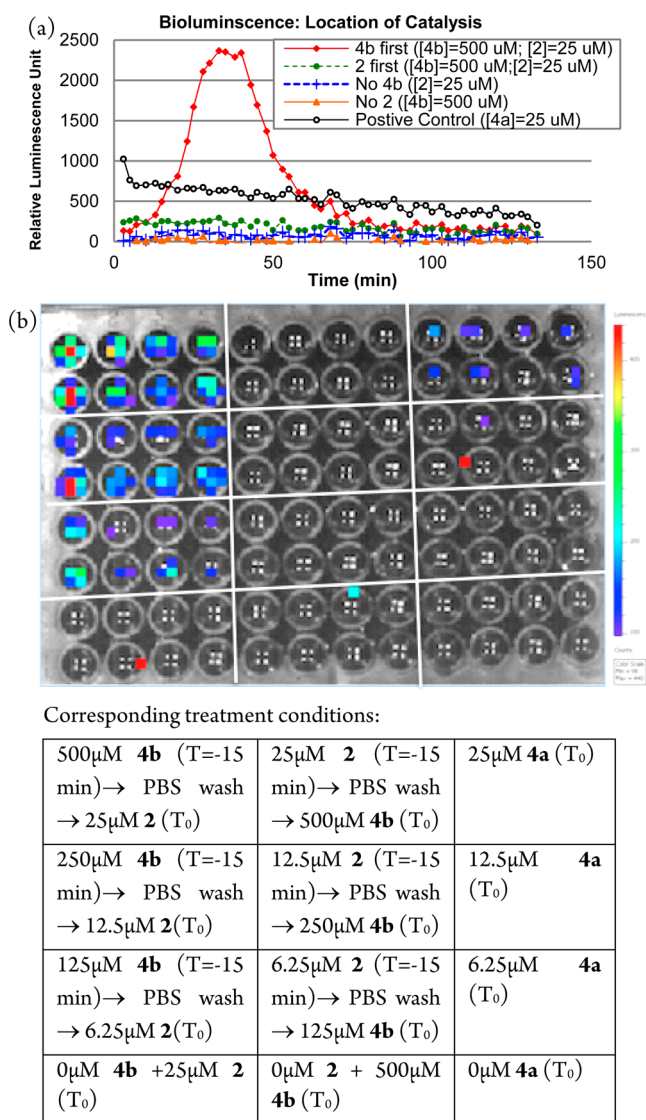 (a)
Bioluminscence: Location of Catalysis
Relative Luminescence Unit
2500
2000
1500
1000
500
0
4b first ([4b]=500 uM; [2]=25 uM)
2 first ([4b]=500 uM;[2]=25 uM)
No 4b ([2]=25 uM)
No 2 ([4b]=500 uM)
Postive Control ([4a]=25 uM)
0 50 100 150
Time (min)
(b)
Luminescence
Counts
Color Scale
Corresponding treatment conditions:
500µM 4b (T=-15
min)→ PBS wash
→25µM 2 (T₀)
25µM 2 (T=-15
min)→ PBS wash
→500µM 4b (T₀)
25µM 4a (T₀)
250µM 4b (T=-15
min)→ PBS wash
→12.5µM 2(T₀)
12.5µM 2 (T=-15
min)→ PBS wash
→250µM 4b (T₀)
12.5µM 4a
(T₀)
125µM 4b (T=-15
min)→ PBS wash
→6.25µM 2(T₀)
6.25µM 2 (T=-15
min)→ PBS wash
→125µM 4b (T₀)
6.25µM 4a
(T₀)
0µM 4b +25µM 2
(T₀)
0µM 2 + 500µM
4b (T₀)
0µM 4a (T₀)